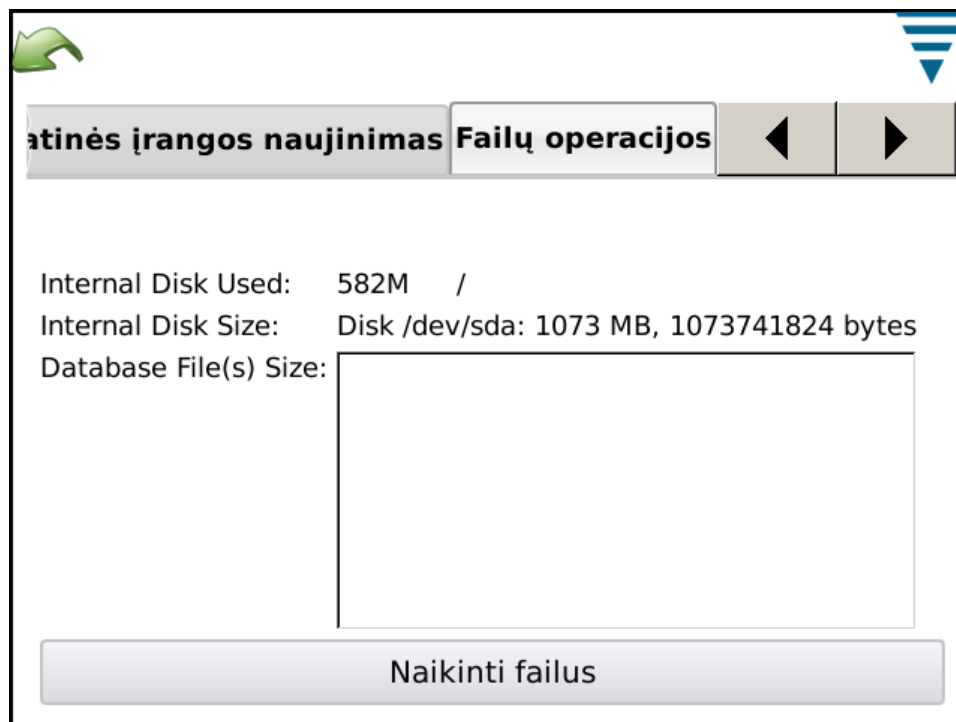 atinės įrangos naujinimas Failų operacijos
Internal Disk Used: 582M /
Internal Disk Size: Disk /dev/sda: 1073 MB, 1073741824 bytes
Database File(s) Size:
Naikinti failus